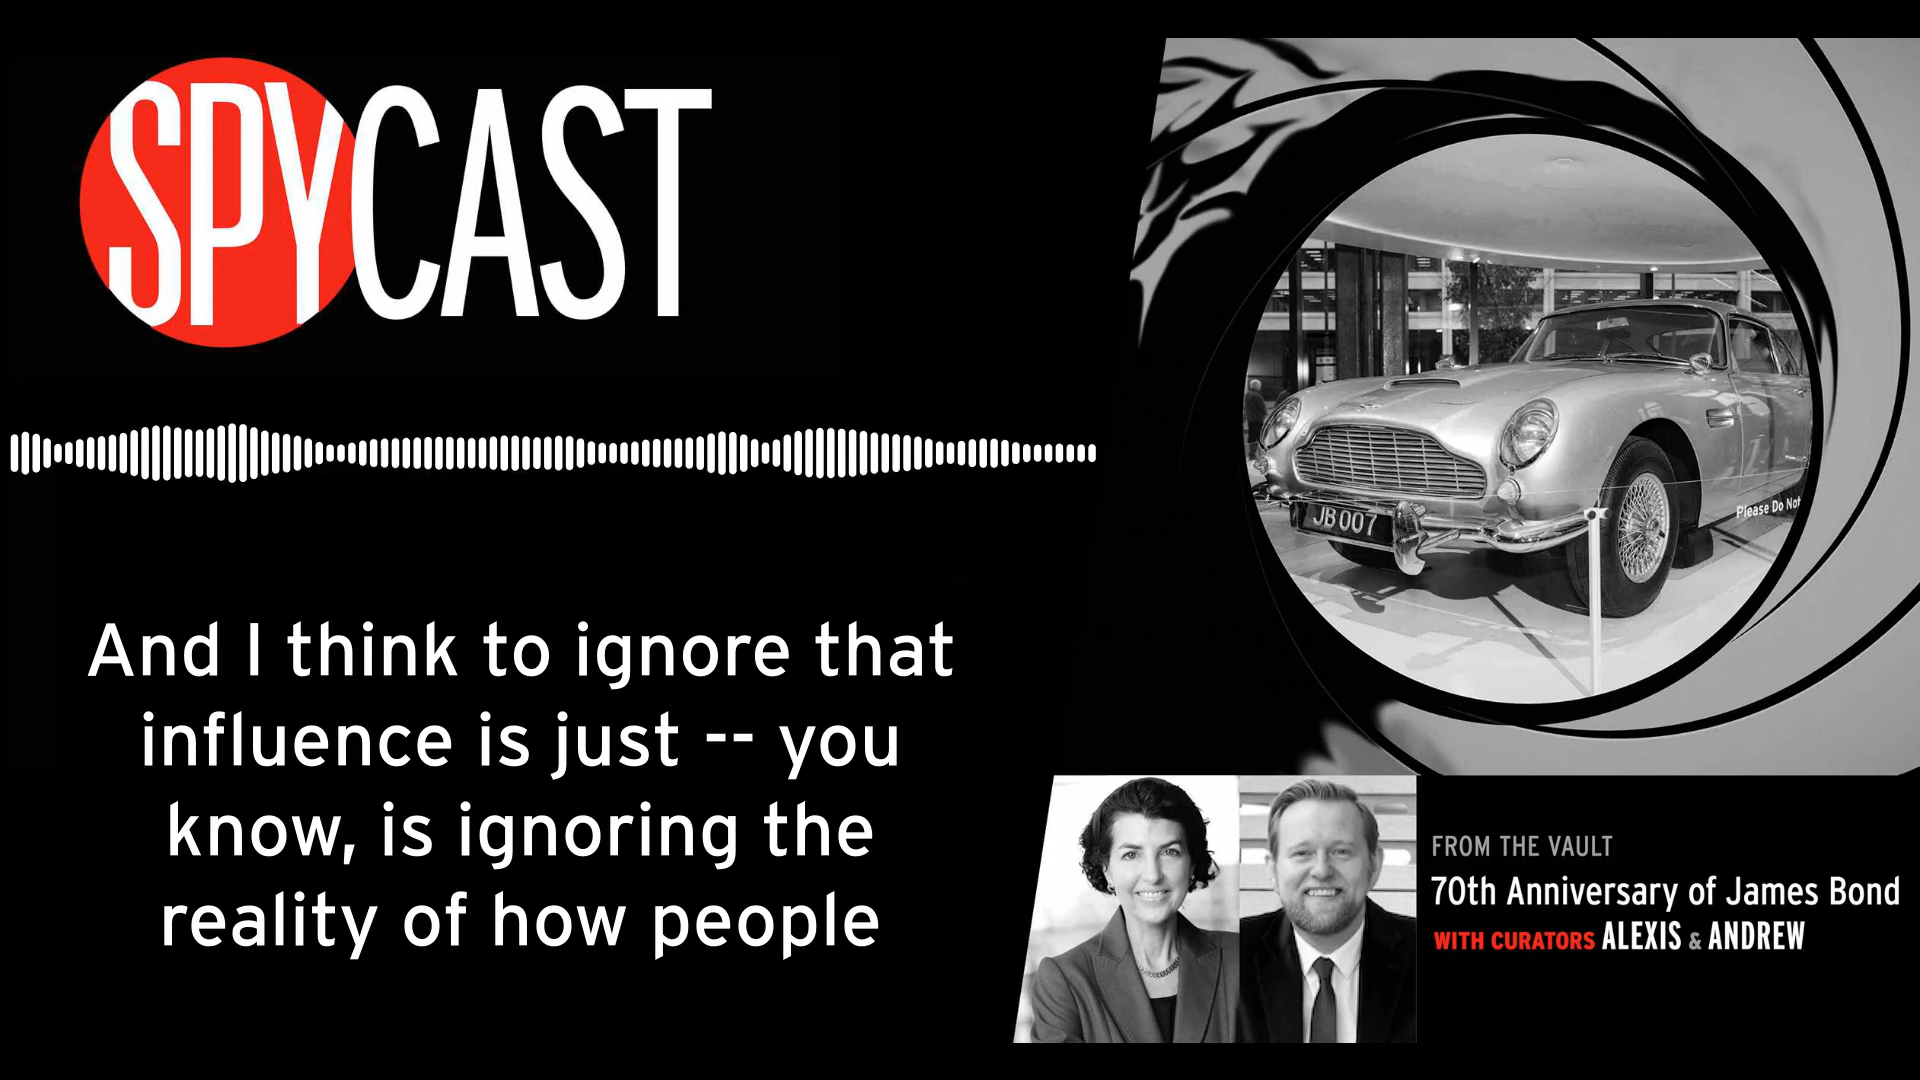 SPYCAST
JB 007
Please Do Not
And I think to ignore that
influence is just -- you
know, is ignoring the
reality of how people
FROM THE VAULT
70th Anniversary of James Bond
WITH CURATORS ALEXIS & ANDREW